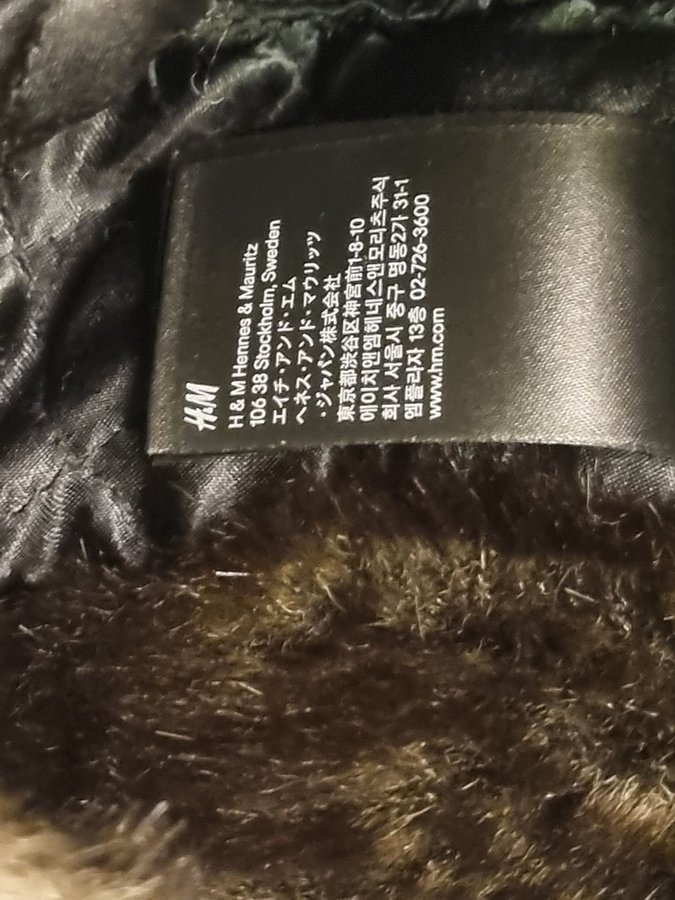 H&M
H & M Hennes & Mauritz
106 38 Stockholm, Sweden
エイチ・アンド・エム
ヘネス・アンド・マウリッツ
・ジャパン株式会社
東京都渋谷区神宮前1-8-10
에이치앤엠헤네스앤모리츠주식
회사 서울시 중구 명동2가 31-1
엠플라자 13층 02-726-3600
www.hm.com